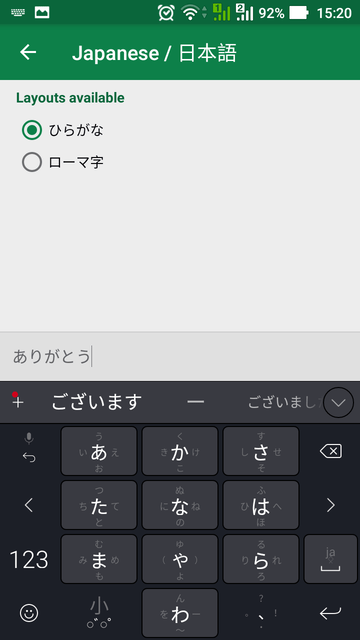 92% 15:20
Japanese / 日本語
Layouts available
ひらがな
ローマ字
ありがとう
ございます — ございまし
う く す
い あ え き か け し さ せ
お こ そ
つ ぬ ふ
ち た て に な ね ひ は へ
と の ほ
む ゆ る
123 み ま め ( や ) り ら れ ja
も よ ろ
小 ん ?
を わ ー 。 、 !
〜